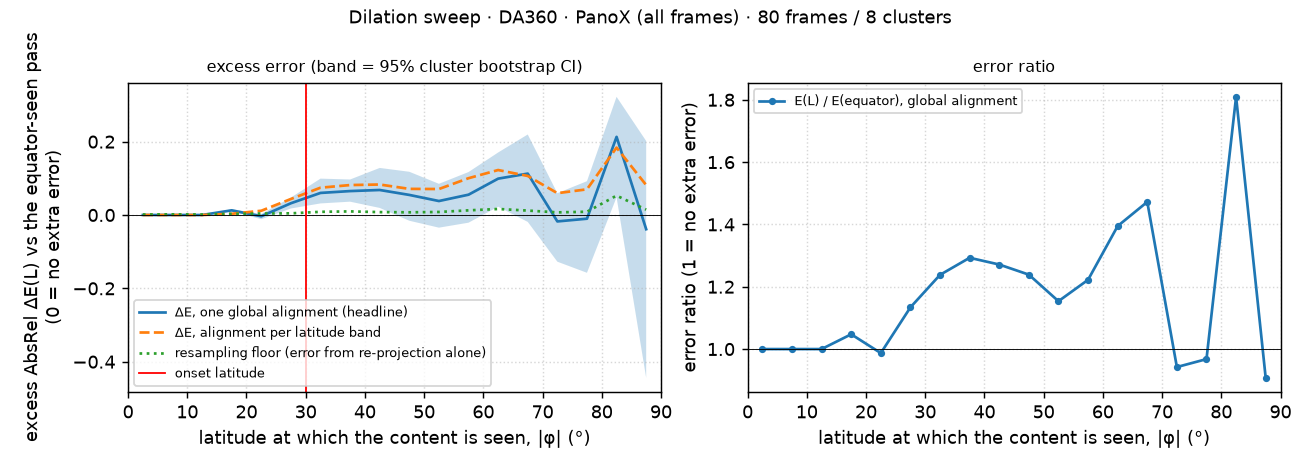 Dilation sweep · DA360 · PanoX (all frames) · 80 frames / 8 clusters
excess error (band = 95% cluster bootstrap CI)
excess AbsRel ΔE(L) vs the equator-seen pass
(0 = no extra error)
0.2
0.0
−0.2
−0.4
ΔE, one global alignment (headline)
ΔE, alignment per latitude band
resampling floor (error from re-projection alone)
onset latitude
0 10 20 30 40 50 60 70 80 90
latitude at which the content is seen, |φ| (°)
error ratio
error ratio (1 = no extra error)
1.8
1.6
1.4
1.2
1.0
E(L) / E(equator), global alignment
0 10 20 30 40 50 60 70 80 90
latitude at which the content is seen, |φ| (°)